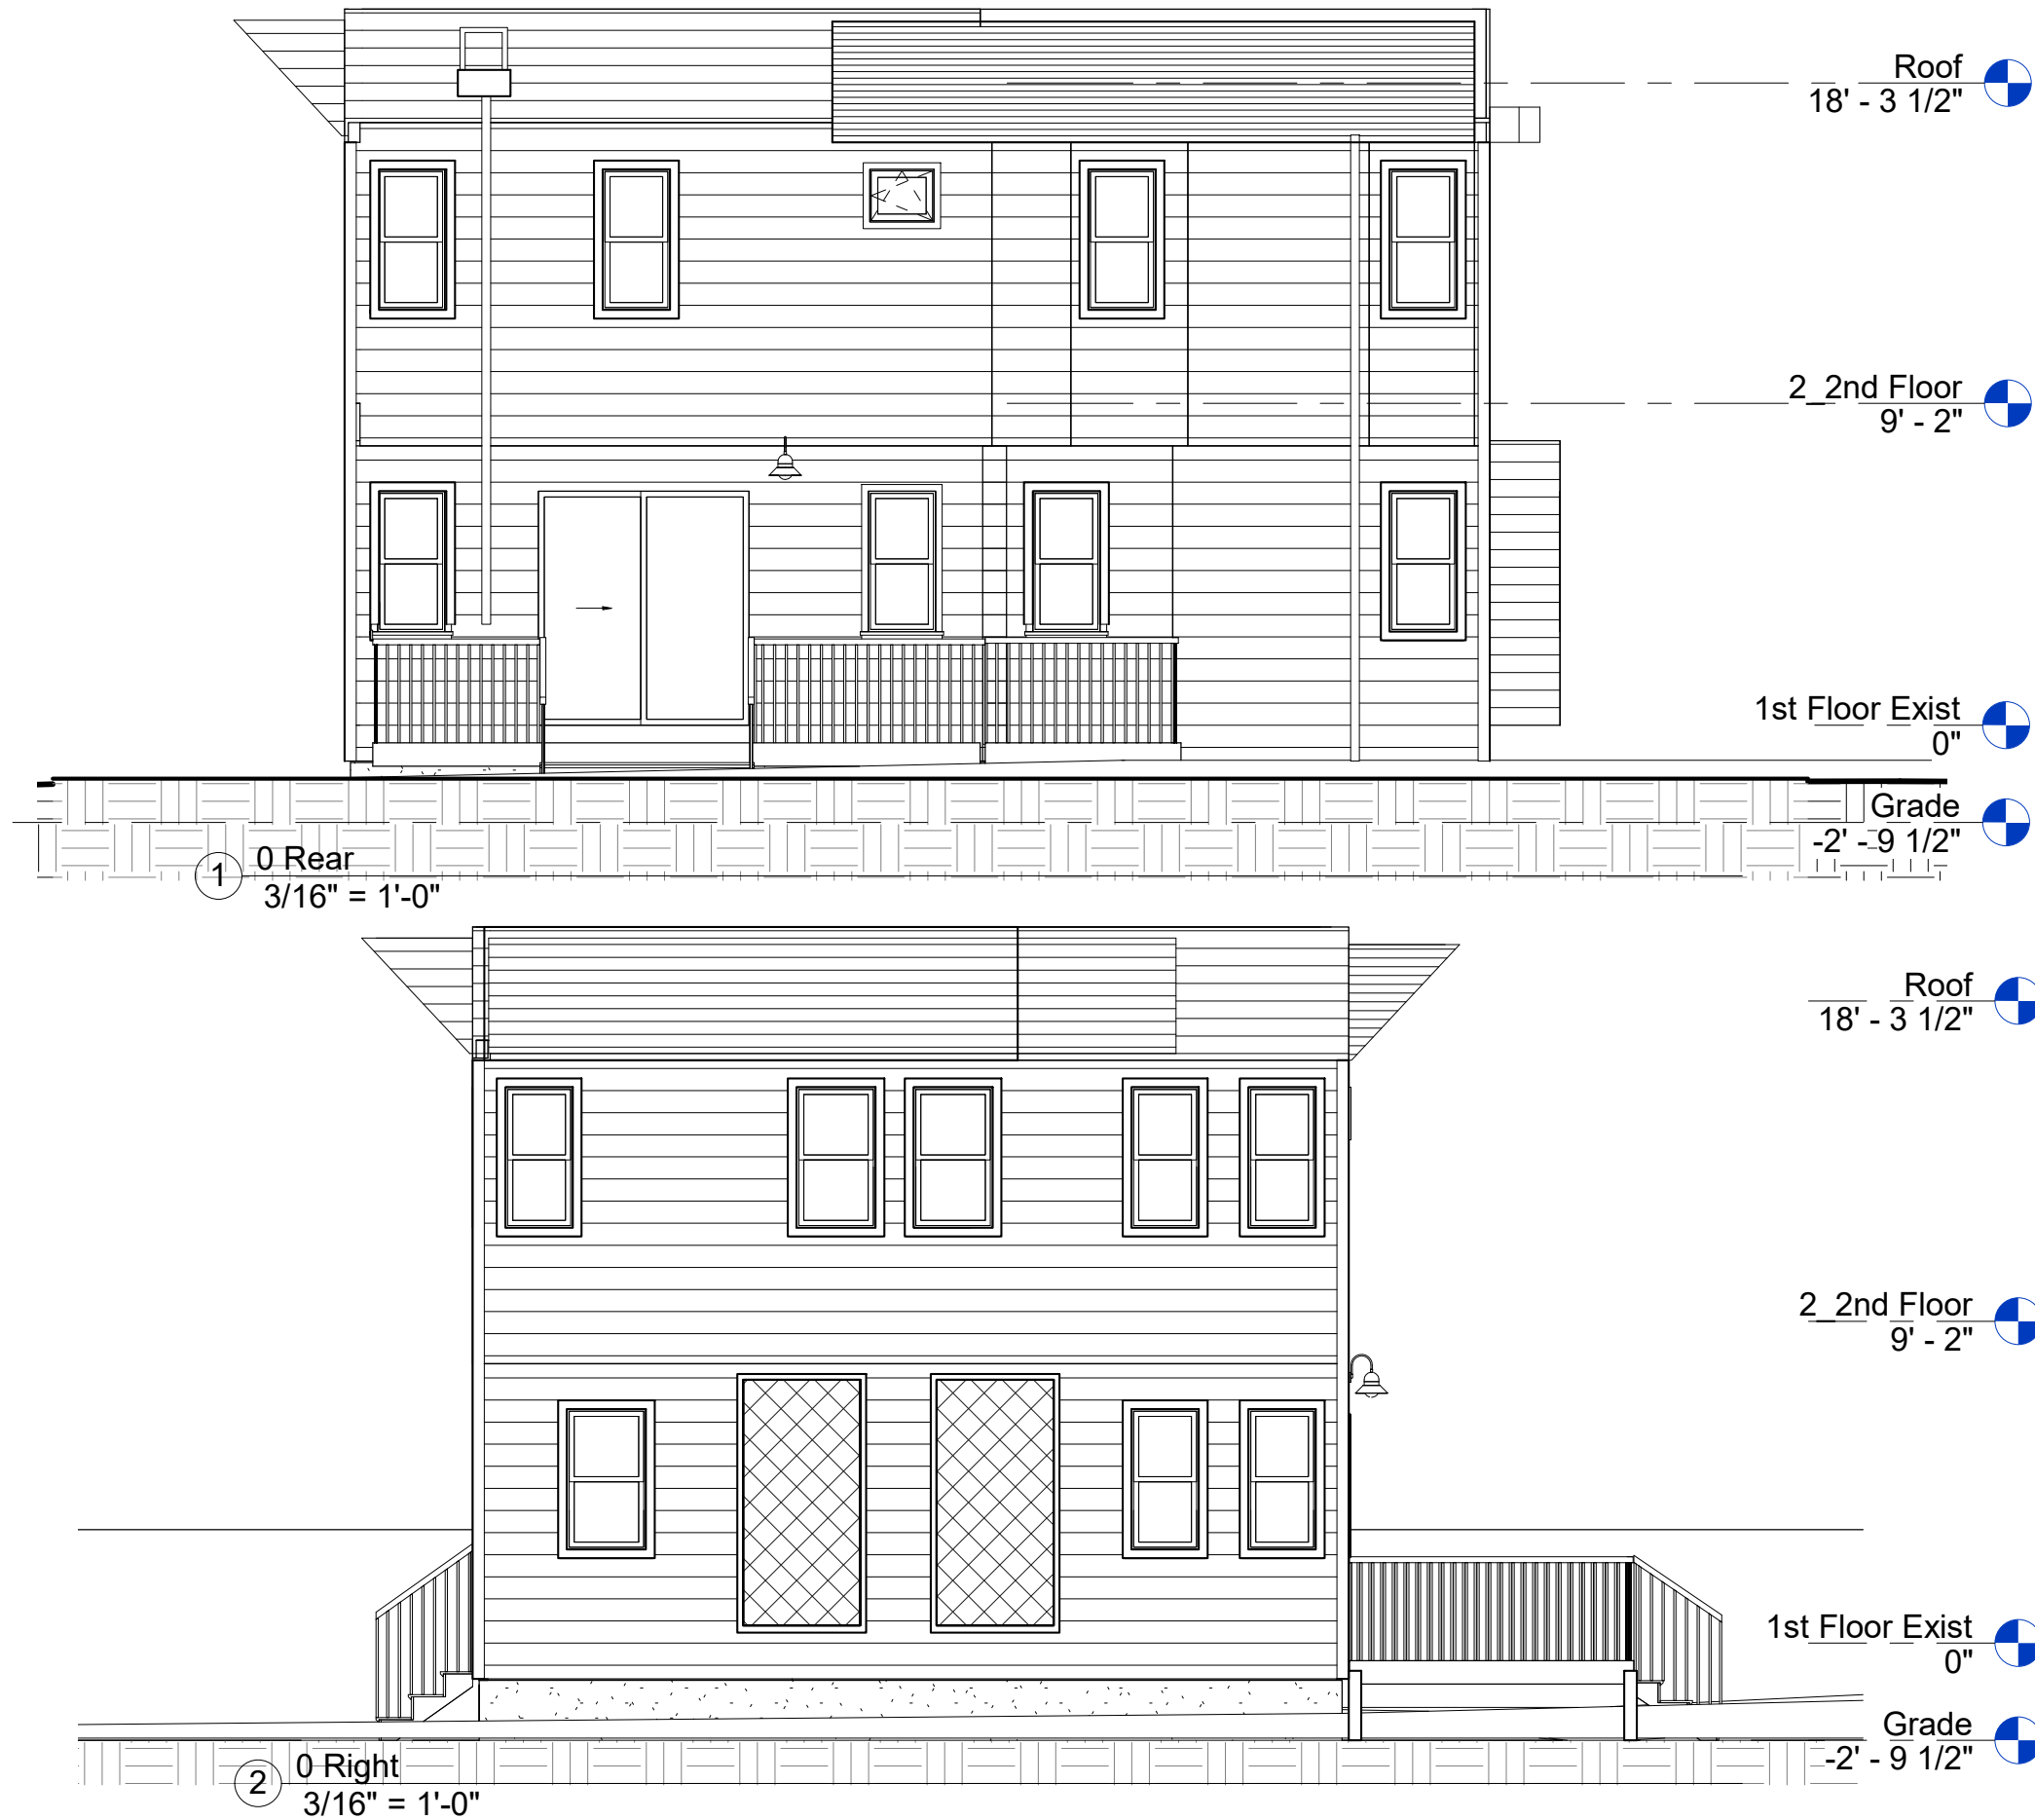 Roof
18' - 3 1/2"
2_2nd Floor
9' - 2"
1st Floor Exist
0"
Grade
-2' - 9 1/2"
1
0 Rear
3/16" = 1'-0"
Roof
18' - 3 1/2"
2_2nd Floor
9' - 2"
1st Floor Exist
0"
Grade
-2' - 9 1/2"
2
0 Right
3/16" = 1'-0"